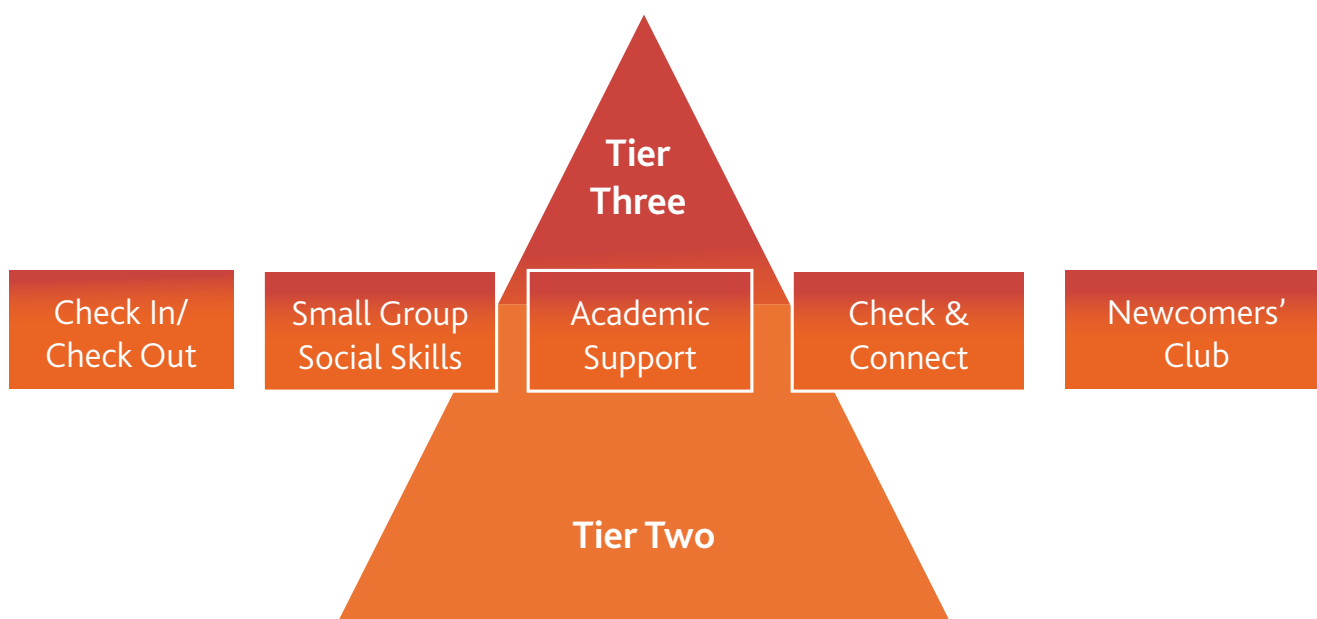 Tier
Three
Check In/
Check Out
Small Group
Social Skills
Academic
Support
Check &
Connect
Newcomers’
Club
Tier Two